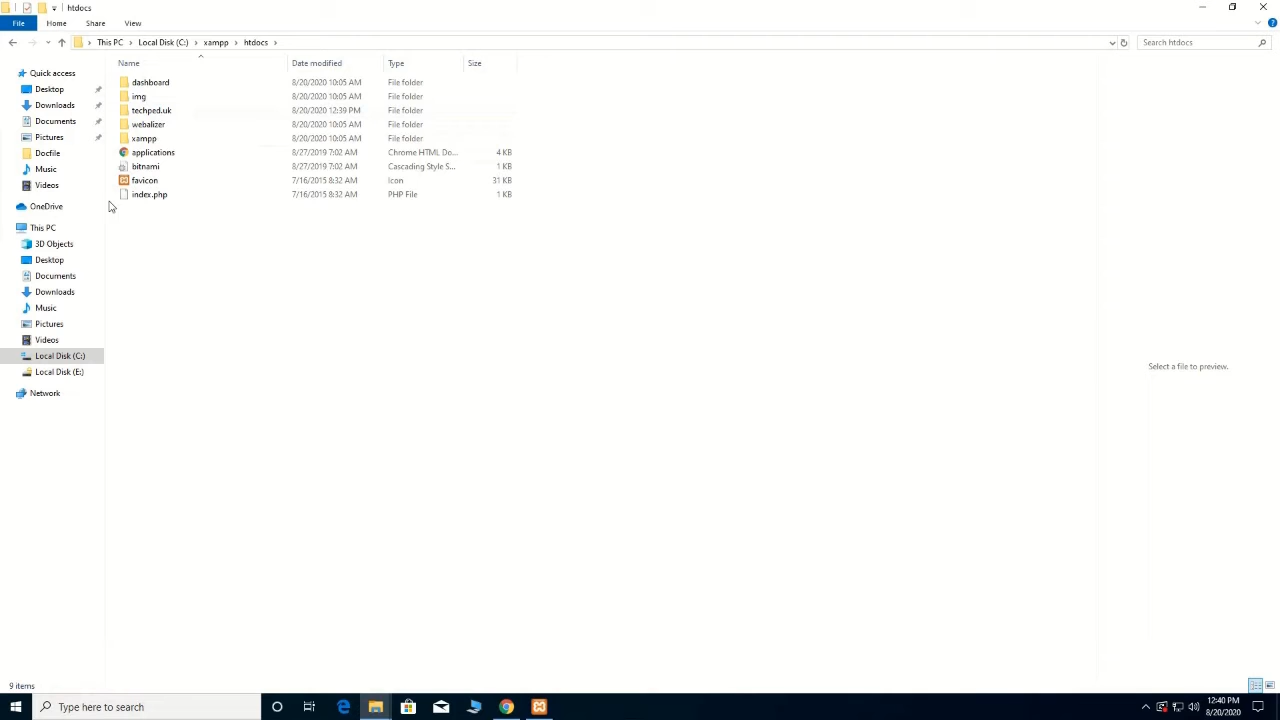 htdocs
File Home Share View
This PC Local Disk (C:) xampp htdocs Search htdocs
Name Date modified Type Size
Quick access
Desktop
Downloads
Documents
Pictures
Docfile
Music
Videos
OneDrive
This PC
3D Objects
Desktop
Documents
Downloads
Music
Pictures
Videos
Local Disk (C:)
Local Disk (E:)
Network
dashboard 8/20/2020 10:05 AM File folder
img 8/20/2020 10:05 AM File folder
techped.uk 8/20/2020 12:39 PM File folder
webalizer 8/20/2020 10:05 AM File folder
xampp 8/20/2020 10:05 AM File folder
applications 8/27/2019 7:02 AM Chrome HTML Do... 4 KB
bitnami 8/27/2019 7:02 AM Cascading Style S... 1 KB
favicon 7/16/2015 8:32 AM Icon 31 KB
index.php 7/16/2015 8:32 AM PHP File 1 KB
Select a file to preview.
9 items
Type here to search
12:40 PM
8/20/2020